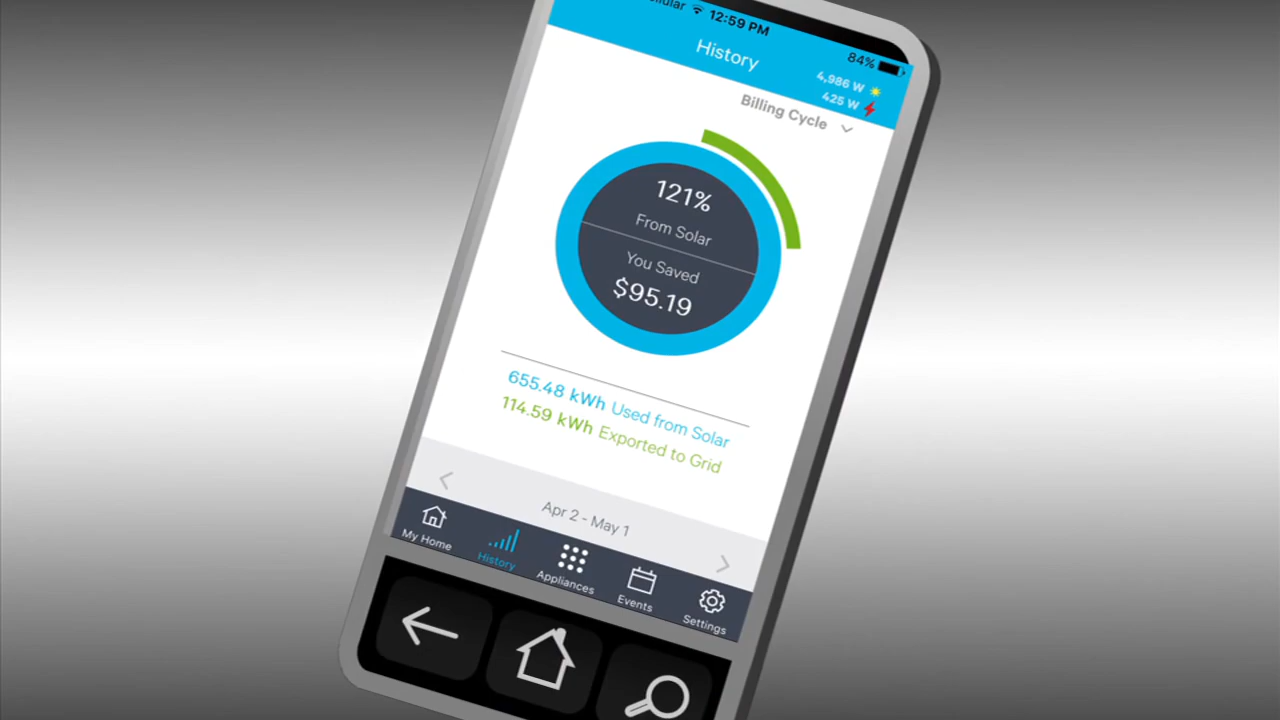 12:59 PM
84%
History
4,986 W
425 W
Billing Cycle
121%
From Solar
You Saved
$95.19
655.48 kWh Used from Solar
114.59 kWh Exported to Grid
Apr 2 - May 1
My Home
History
Appliances
Events
Settings